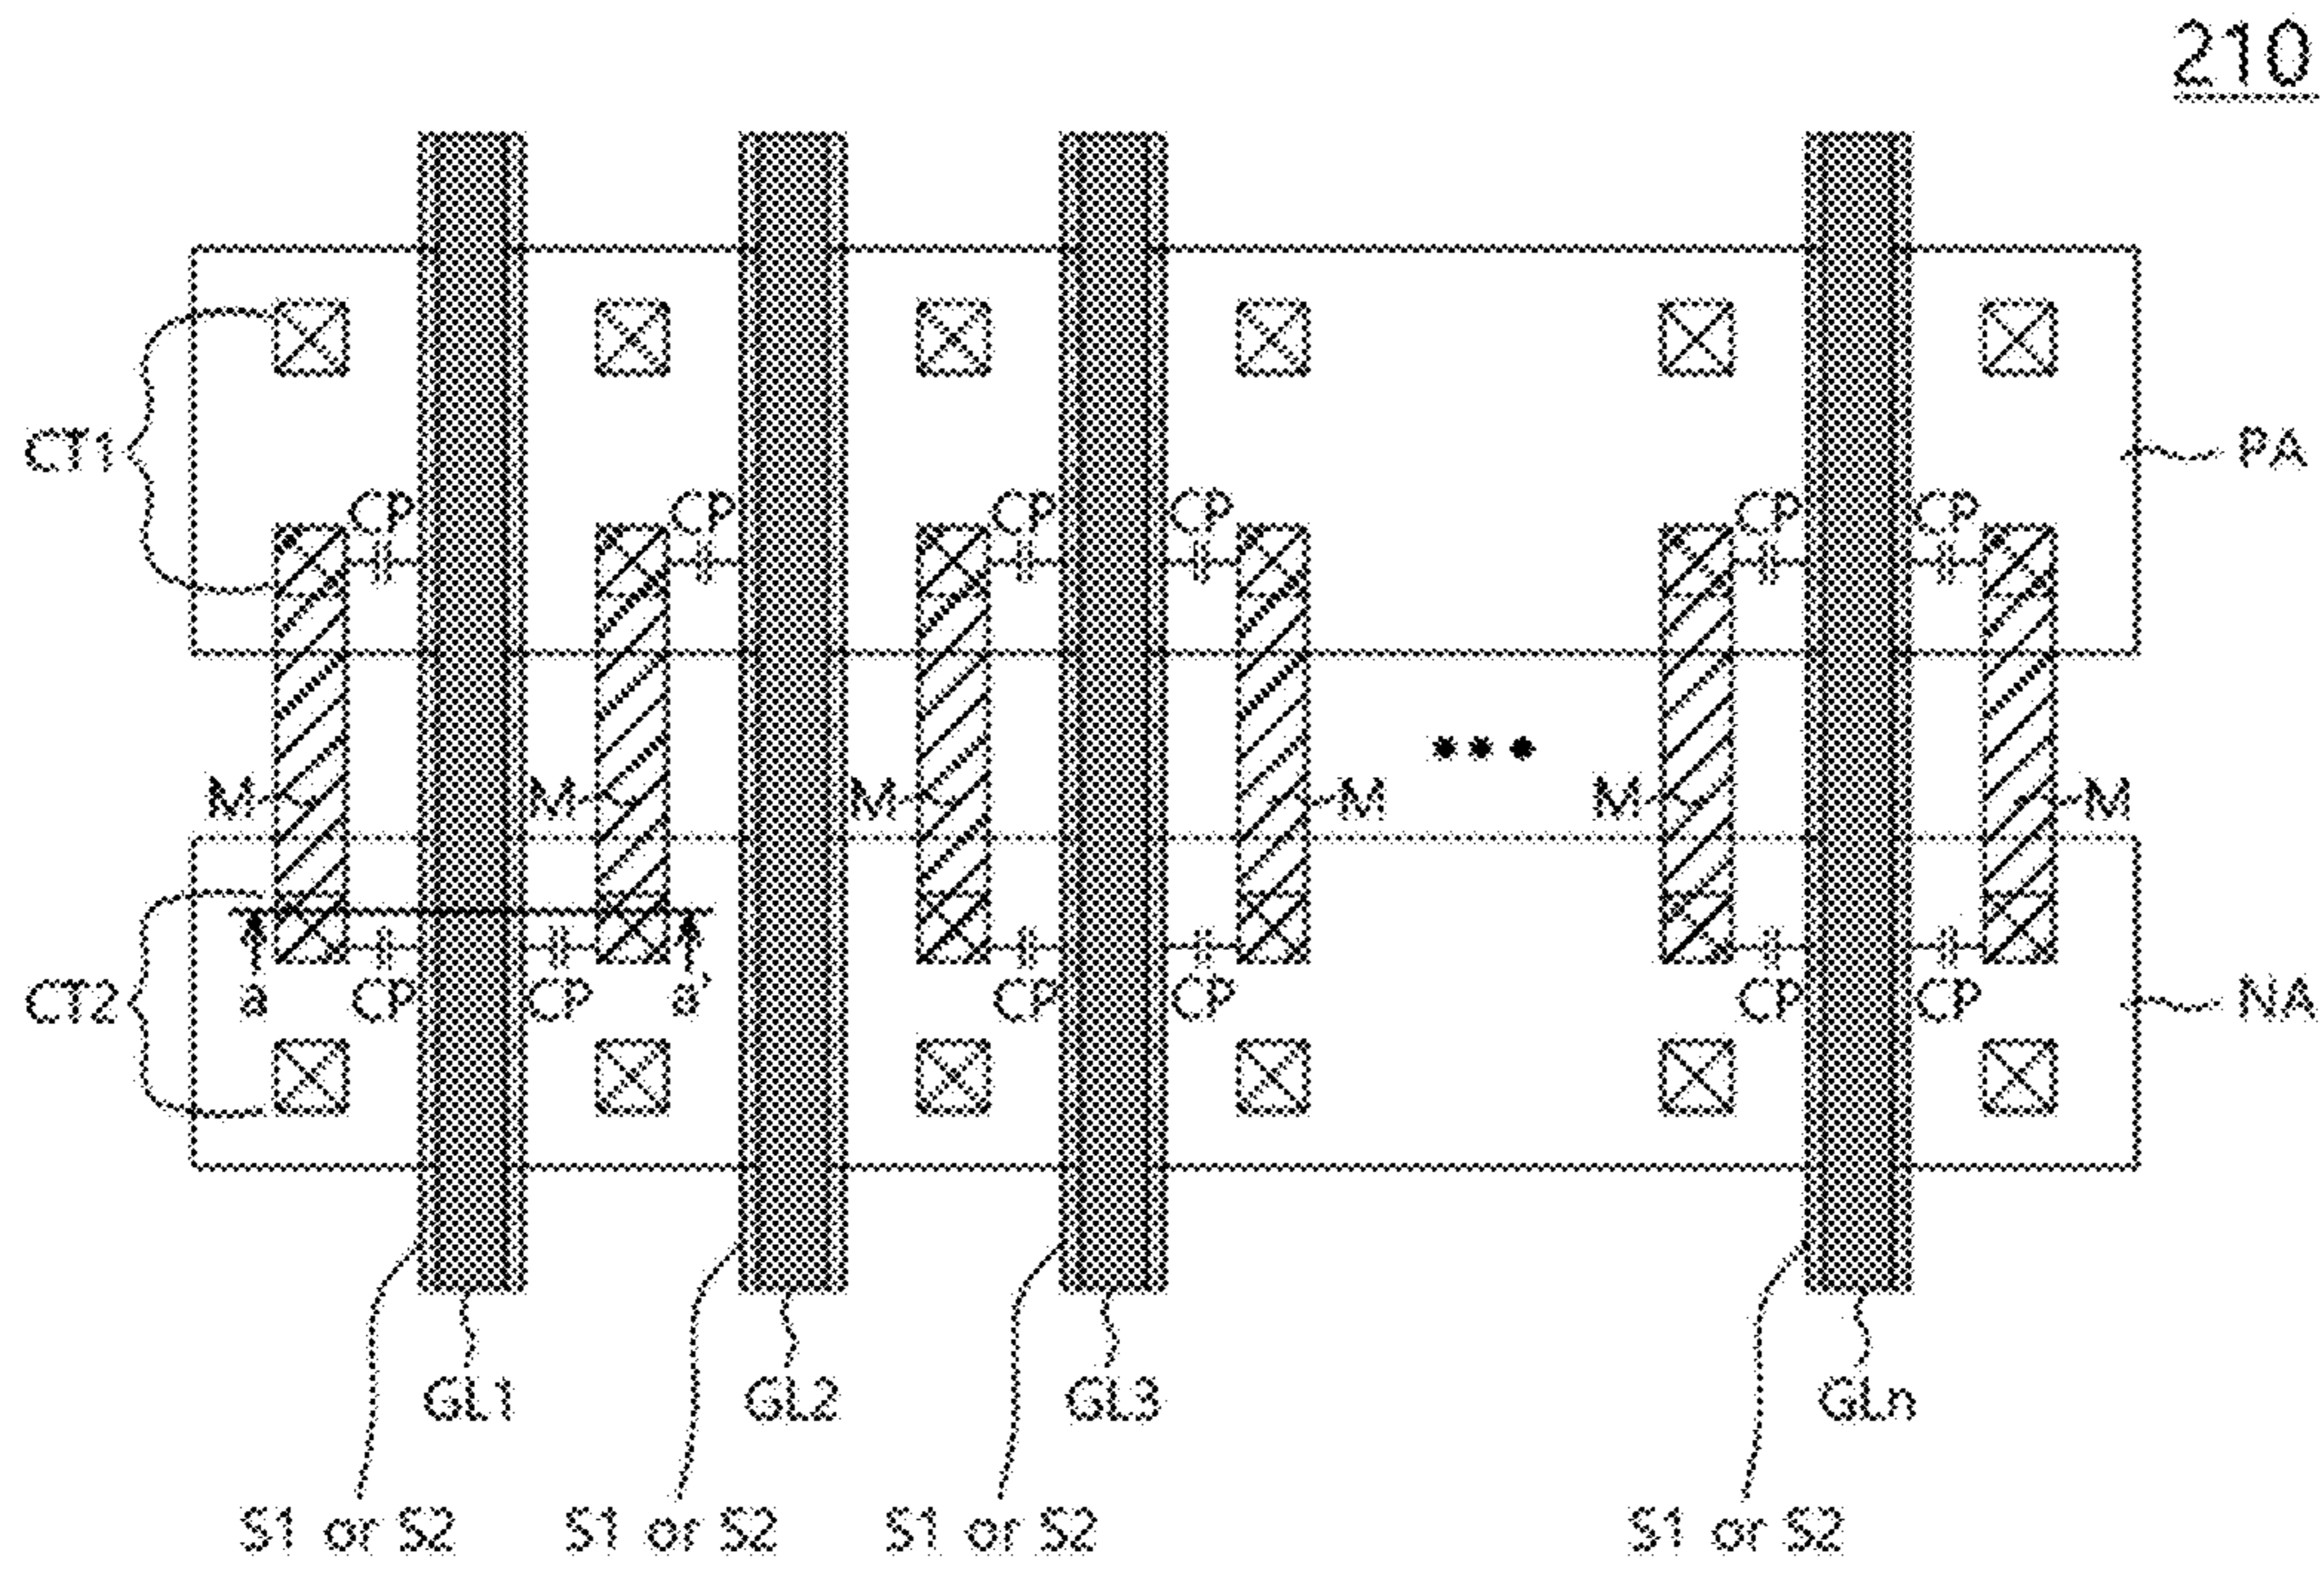 210
CT1
PA
CP CP CP CP CP CP
M M M M M M
CT2
a a'
CP CP CP CP CP CP
NA
GL1 GL2 GL3 GLn
S1 or S2 S1 or S2 S1 or S2 S1 or S2